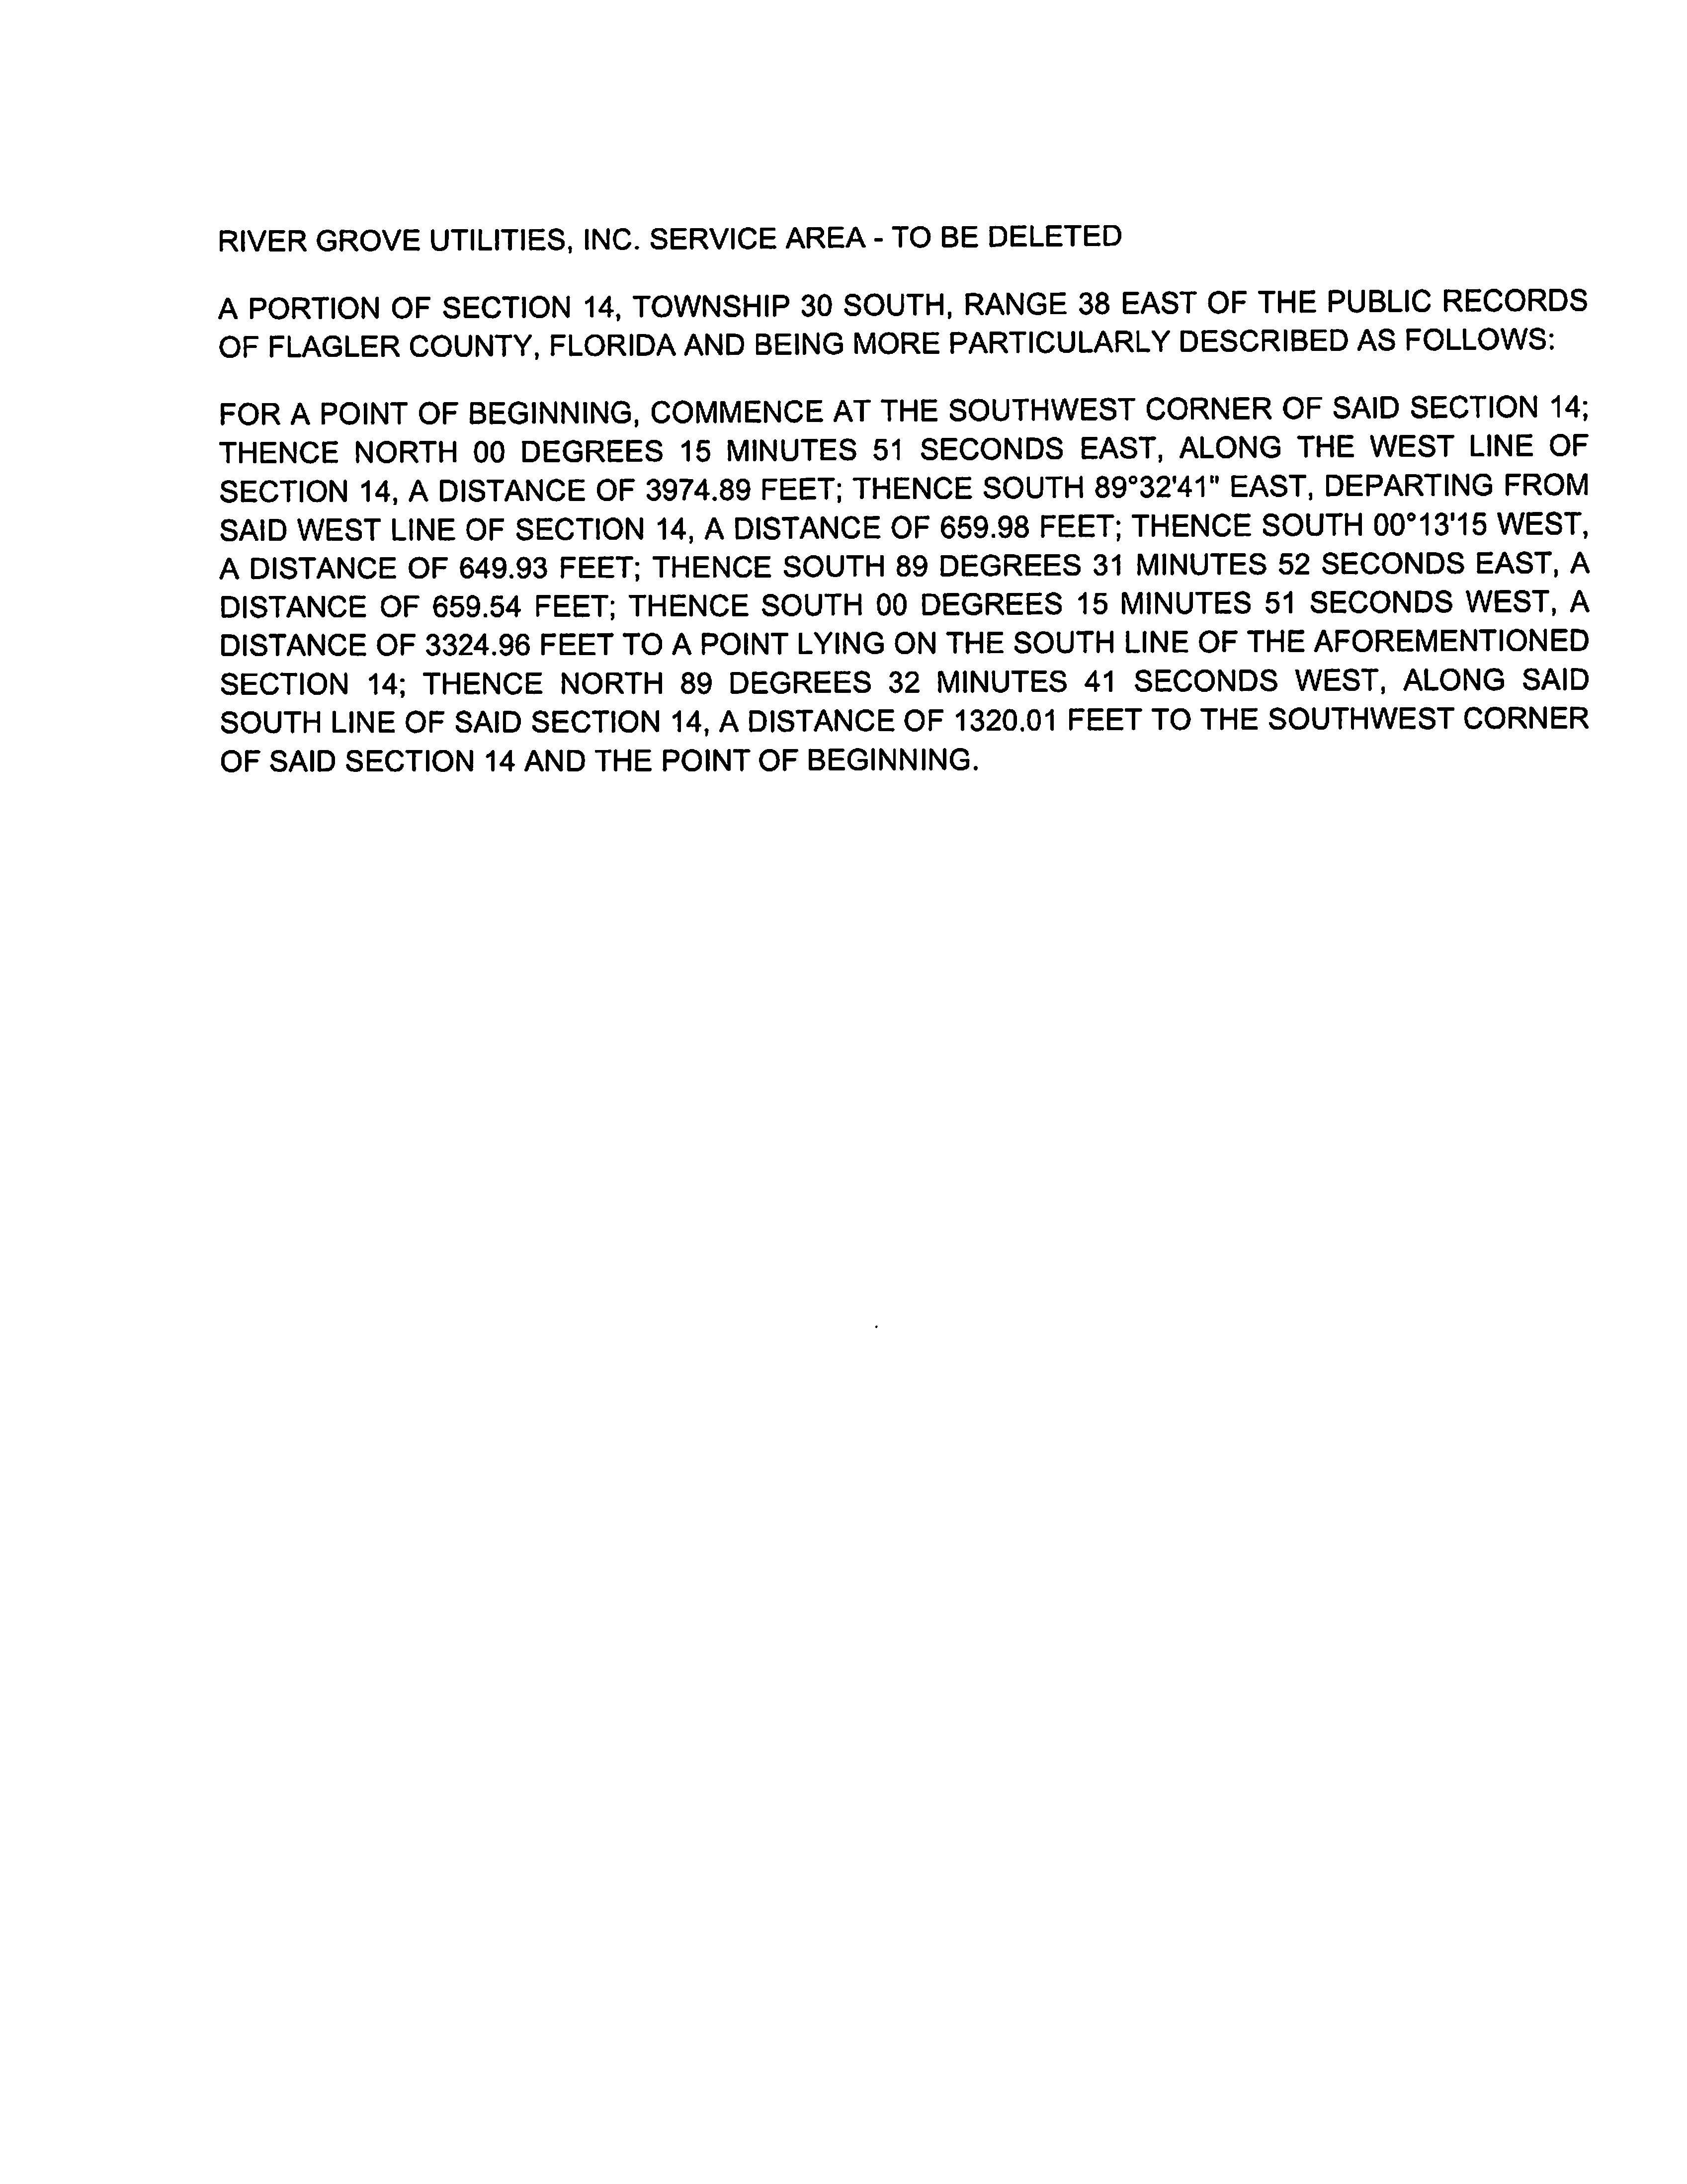 RIVER GROVE UTILITIES, INC. SERVICE AREA - TO BE DELETED
A PORTION OF SECTION 14, TOWNSHIP 30 SOUTH, RANGE 38 EAST OF THE PUBLIC RECORDS
OF FLAGLER COUNTY, FLORIDA AND BEING MORE PARTICULARLY DESCRIBED AS FOLLOWS:
FOR A POINT OF BEGINNING, COMMENCE AT THE SOUTHWEST CORNER OF SAID SECTION 14;
THENCE NORTH 00 DEGREES 15 MINUTES 51 SECONDS EAST, ALONG THE WEST LINE OF
SECTION 14, A DISTANCE OF 3974.89 FEET; THENCE SOUTH 89°32'41" EAST, DEPARTING FROM
SAID WEST LINE OF SECTION 14, A DISTANCE OF 659.98 FEET; THENCE SOUTH 00°13'15 WEST,
A DISTANCE OF 649.93 FEET; THENCE SOUTH 89 DEGREES 31 MINUTES 52 SECONDS EAST, A
DISTANCE OF 659.54 FEET; THENCE SOUTH 00 DEGREES 15 MINUTES 51 SECONDS WEST, A
DISTANCE OF 3324.96 FEET TO A POINT LYING ON THE SOUTH LINE OF THE AFOREMENTIONED
SECTION 14; THENCE NORTH 89 DEGREES 32 MINUTES 41 SECONDS WEST, ALONG SAID
SOUTH LINE OF SAID SECTION 14, A DISTANCE OF 1320.01 FEET TO THE SOUTHWEST CORNER
OF SAID SECTION 14 AND THE POINT OF BEGINNING.